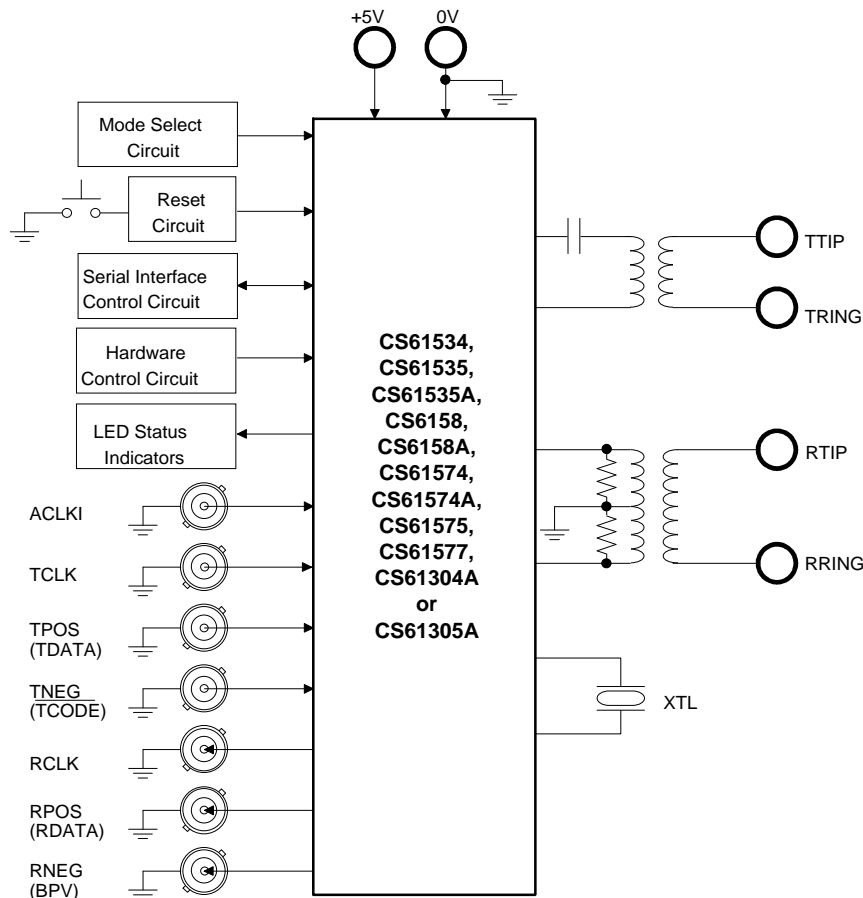 +5V
0V
Mode Select
Circuit
Reset
Circuit
Serial Interface
Control Circuit
Hardware
Control Circuit
LED Status
Indicators
ACLKI
TCLK
TPOS
(TDATA)
TNEG
(TCODE)
RCLK
RPOS
(RDATA)
RNEG
(BPV)
CS61534,
CS61535,
CS61535A,
CS6158,
CS6158A,
CS61574,
CS61574A,
CS61575,
CS61577,
CS61304A
or
CS61305A
TTIP
TRING
RTIP
RRING
XTL